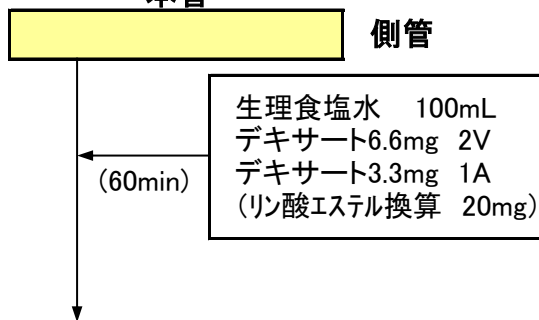 側管
生理食塩水 100mL
デキサート6.6mg 2V
デキサート3.3mg 1A
(リン酸エステル換算 20mg)
(60min)